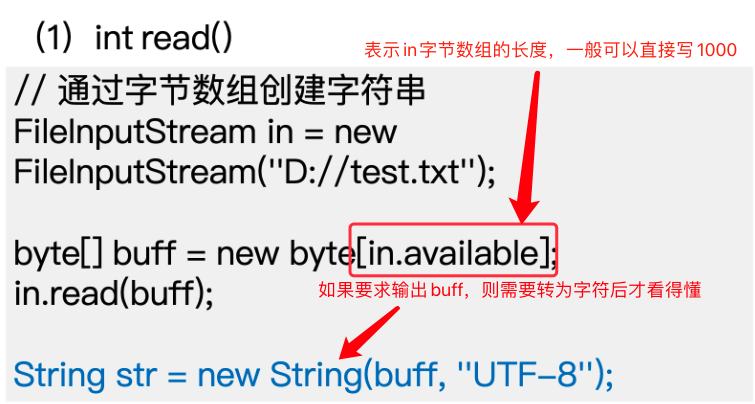 （1）int read()
表示in字节数组的长度，一般可以直接写1000
// 通过字节数组创建字符串
FileInputStream in = new
FileInputStream("D://test.txt");
byte[] buff = new byte[in.available];
in.read(buff);
如果要求输出buff，则需要转为字符后才看得懂
String str = new String(buff, "UTF-8");